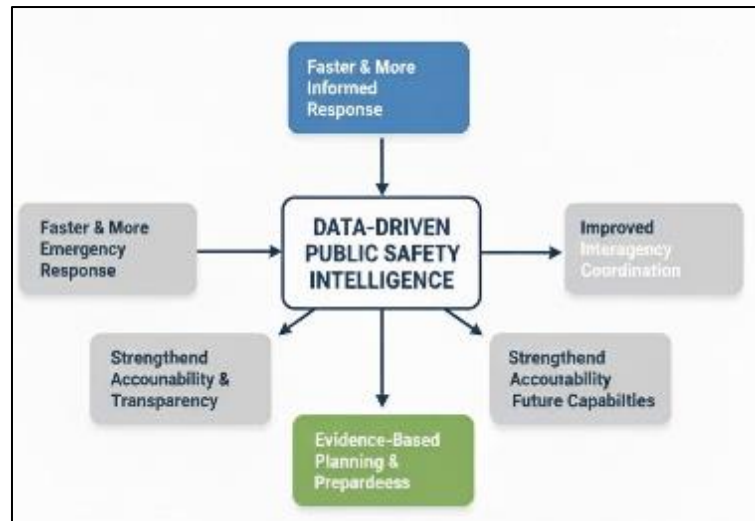 Faster & More
Informed
Response
Faster & More
Emergency
Response
DATA-DRIVEN
PUBLIC SAFETY
INTELLIGENCE
Improved
Interagency
Coordination
Strengthend
Accounability &
Transparency
Strengthend
Accoutability
Future Capabilties
Evidence-Based
Planning &
Prepardeess